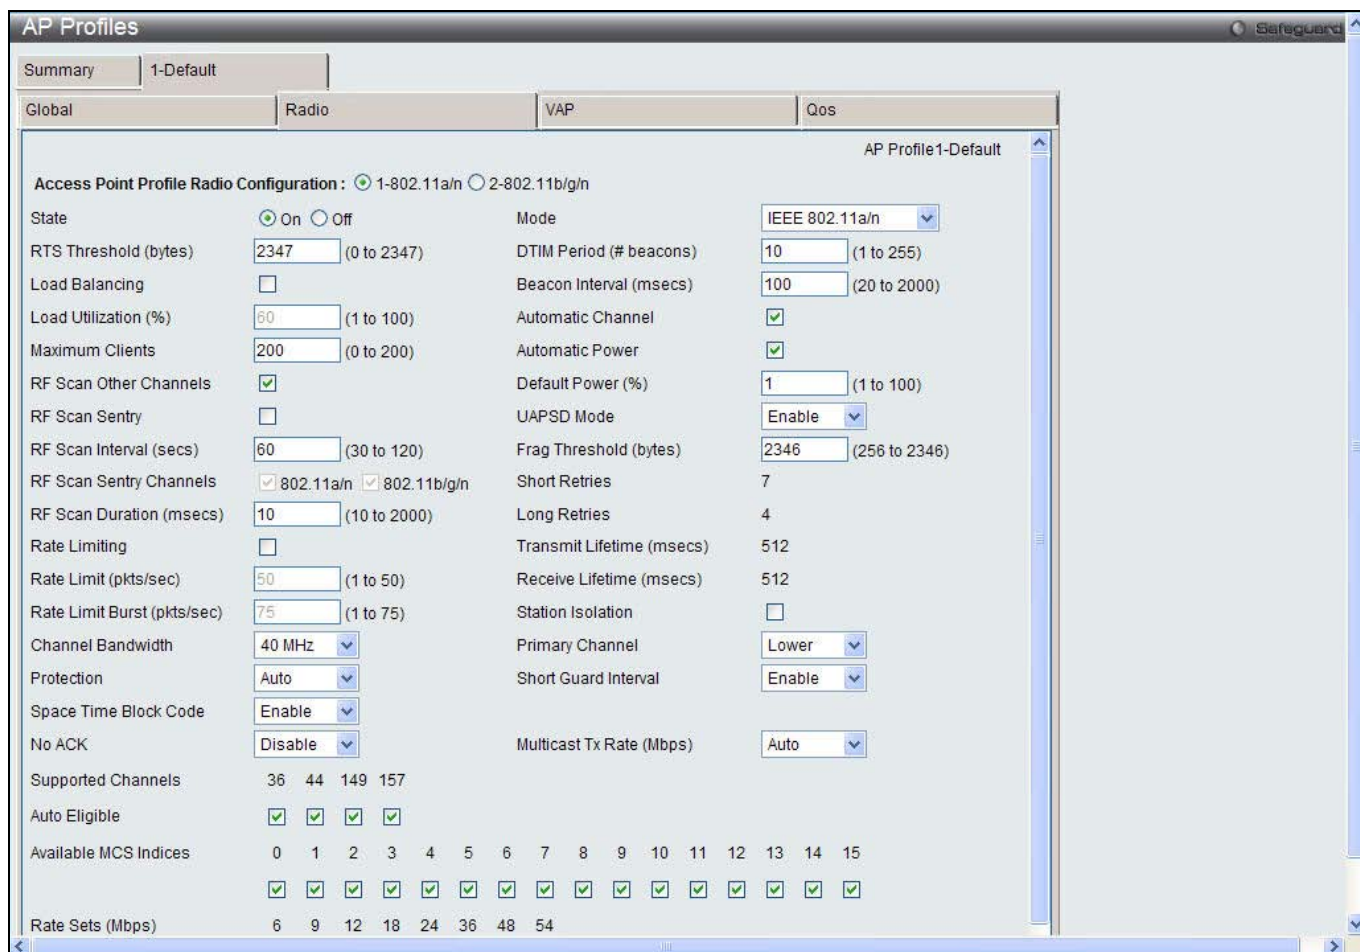 AP Profiles
Safeguard
Summary 1-Default
Global Radio VAP Qos
AP Profile1-Default
Access Point Profile Radio Configuration : 1-802.11a/n 2-802.11b/g/n
State On Off Mode IEEE 802.11a/n
RTS Threshold (bytes) 2347 (0 to 2347) DTIM Period (# beacons) 10 (1 to 255)
Load Balancing Beacon Interval (msecs) 100 (20 to 2000)
Load Utilization (%) 60 (1 to 100) Automatic Channel
Maximum Clients 200 (0 to 200) Automatic Power
RF Scan Other Channels Default Power (%) 1 (1 to 100)
RF Scan Sentry UAPSD Mode Enable
RF Scan Interval (secs) 60 (30 to 120) Frag Threshold (bytes) 2346 (256 to 2346)
RF Scan Sentry Channels 802.11a/n 802.11b/g/n Short Retries 7
RF Scan Duration (msecs) 10 (10 to 2000) Long Retries 4
Rate Limiting Transmit Lifetime (msecs) 512
Rate Limit (pkts/sec) 50 (1 to 50) Receive Lifetime (msecs) 512
Rate Limit Burst (pkts/sec) 75 (1 to 75) Station Isolation
Channel Bandwidth 40 MHz Primary Channel Lower
Protection Auto Short Guard Interval Enable
Space Time Block Code Enable
No ACK Disable Multicast Tx Rate (Mbps) Auto
Supported Channels 36 44 149 157
Auto Eligible
Available MCS Indices 0 1 2 3 4 5 6 7 8 9 10 11 12 13 14 15
Rate Sets (Mbps) 6 9 12 18 24 36 48 54